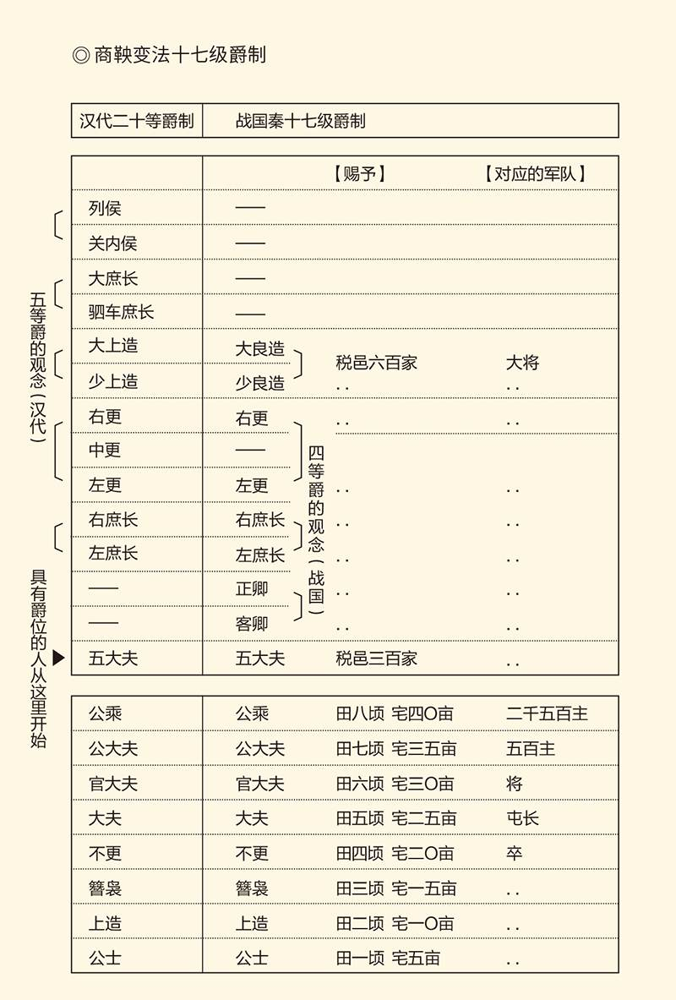 ◎商鞅变法十七级爵制
汉代二十等爵制 战国秦十七级爵制
【赐予】 【对应的军队】
列侯 ——
关内侯 ——
大庶长 ——
驷车庶长 ——
大上造 大良造 税邑六百家 大将
少上造 少良造 .. ..
右更 右更 .. ..
中更 ——
左更 左更 .. ..
右庶长 右庶长 .. ..
左庶长 左庶长 .. ..
—— 正卿 .. ..
—— 客卿 .. ..
五大夫 五大夫 税邑三百家 ..
五等爵的观念(汉代)
四等爵的观念(战国)
具有爵位的人从这里开始
公乘 公乘 田八顷 宅四〇亩 二千五百主
公大夫 公大夫 田七顷 宅三五亩 五百主
官大夫 官大夫 田六顷 宅三〇亩 将
大夫 大夫 田五顷 宅二五亩 屯长
不更 不更 田四顷 宅二〇亩 卒
簪袅 簪袅 田三顷 宅一五亩 ..
上造 上造 田二顷 宅一〇亩 ..
公士 公士 田一顷 宅五亩 ..